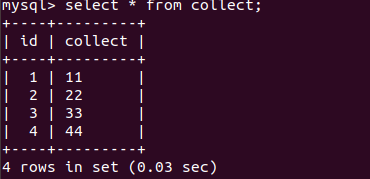 mysql> select * from collect;
+----+---------+
| id | collect |
+----+---------+
|  1 | 11      |
|  2 | 22      |
|  3 | 33      |
|  4 | 44      |
+----+---------+
4 rows in set (0.03 sec)